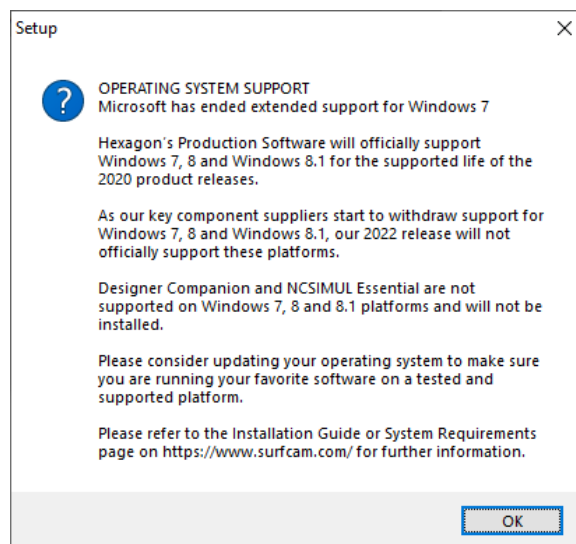 Setup
OPERATING SYSTEM SUPPORT
Microsoft has ended extended support for Windows 7
Hexagon's Production Software will officially support
Windows 7, 8 and Windows 8.1 for the supported life of the
2020 product releases.
As our key component suppliers start to withdraw support for
Windows 7, 8 and Windows 8.1, our 2022 release will not
officially support these platforms.
Designer Companion and NCSIMUL Essential are not
supported on Windows 7, 8 and 8.1 platforms and will not be
installed.
Please consider updating your operating system to make sure
you are running your favorite software on a tested and
supported platform.
Please refer to the Installation Guide or System Requirements
page on https://www.surfcam.com/ for further information.
OK